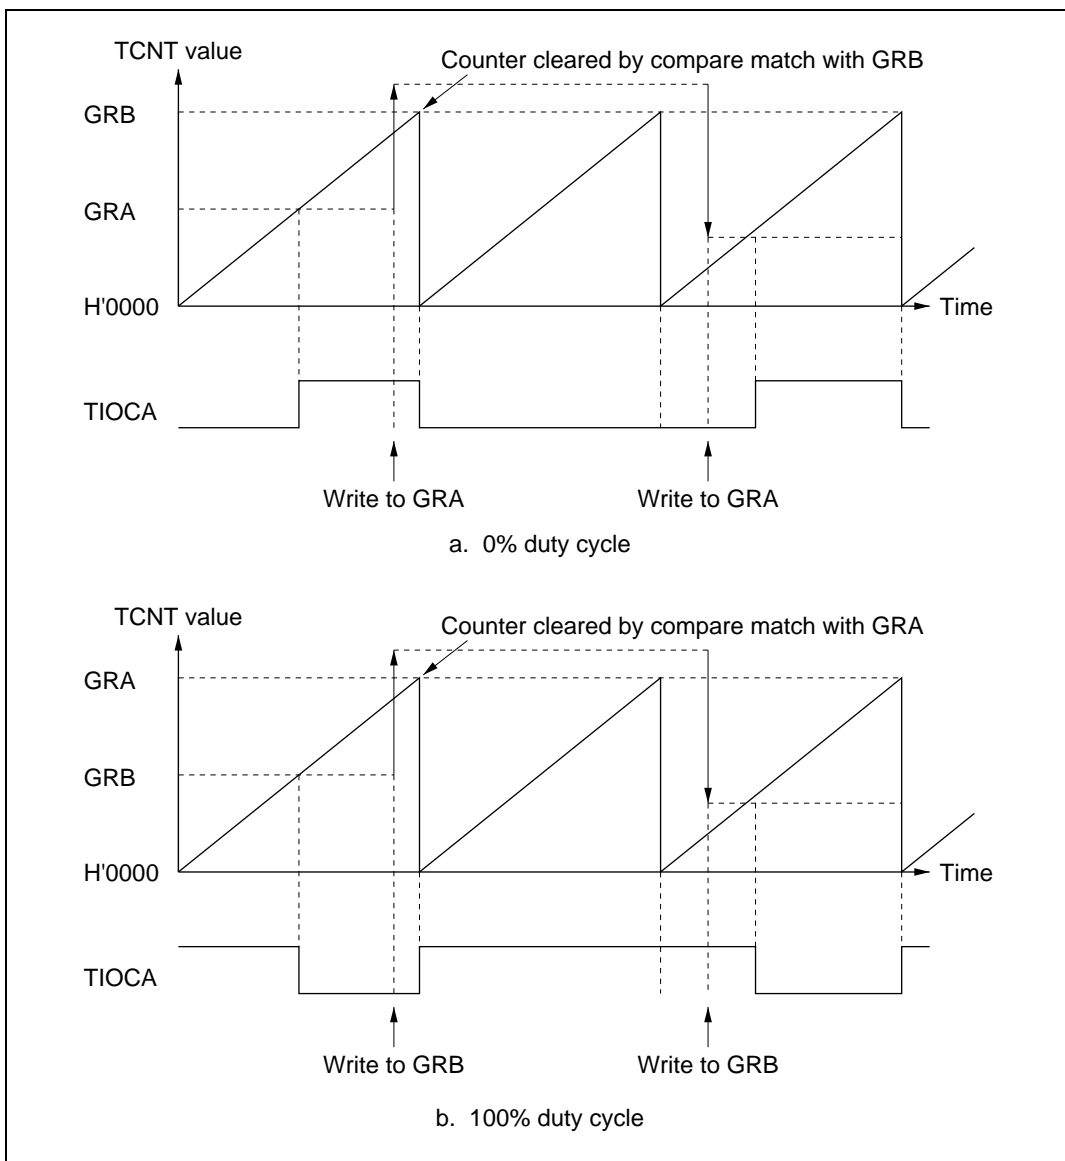 TCNT value
Counter cleared by compare match with GRB
GRB
GRA
H'0000
Time
TIOCA
Write to GRA
Write to GRA
a. 0% duty cycle
TCNT value
Counter cleared by compare match with GRA
GRA
GRB
H'0000
Time
TIOCA
Write to GRB
Write to GRB
b. 100% duty cycle